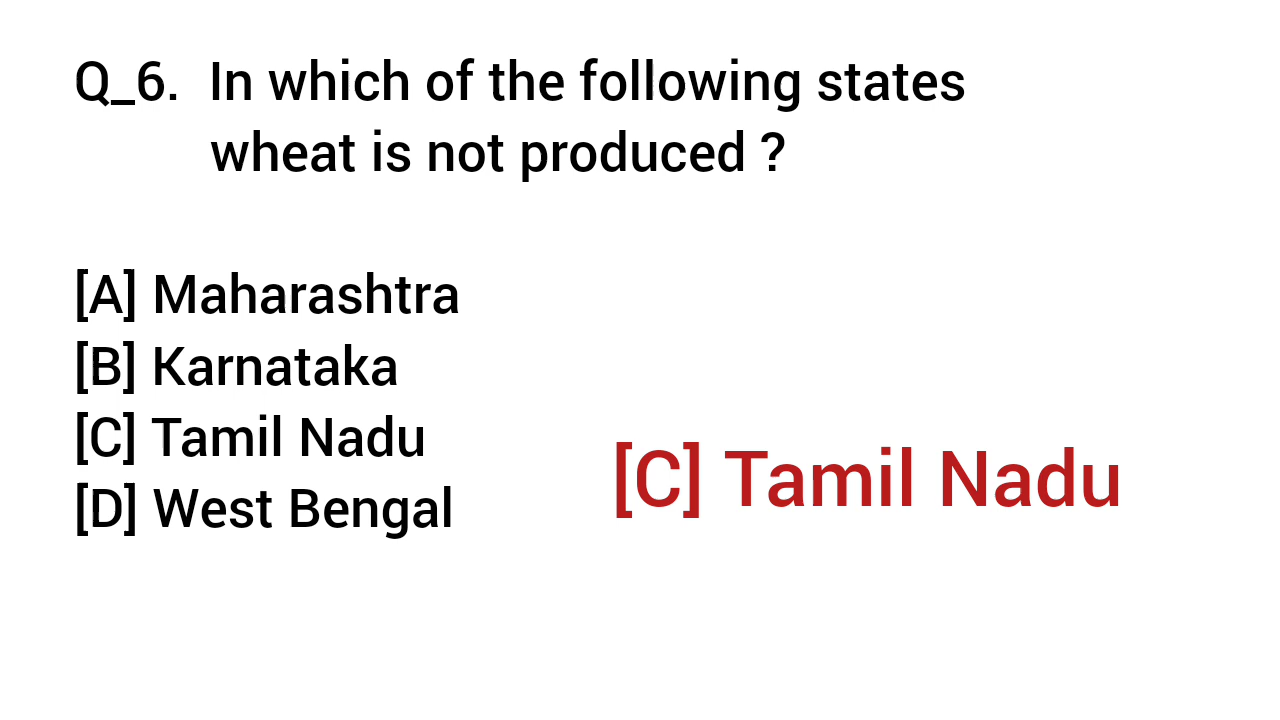 Q_6. In which of the following states
wheat is not produced ?
[A] Maharashtra
[B] Karnataka
[C] Tamil Nadu
[D] West Bengal
[C] Tamil Nadu